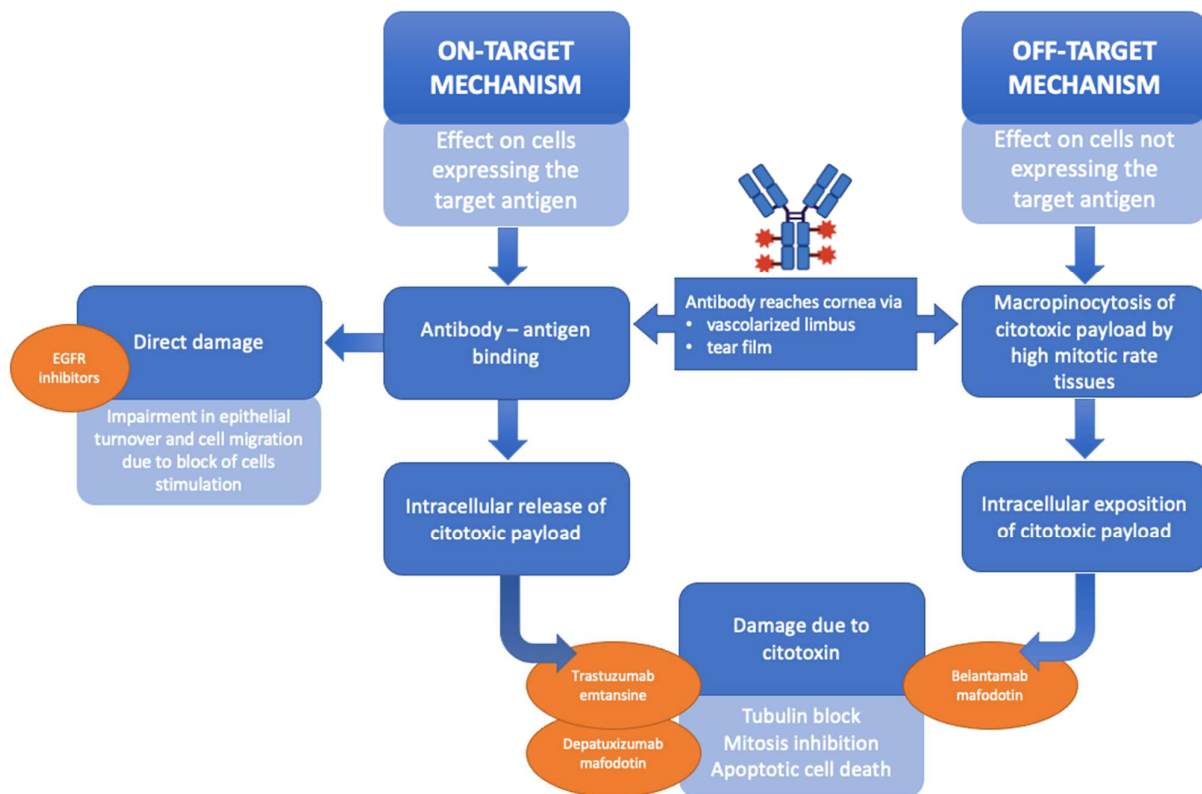 ON-TARGET
MECHANISM
Effect on cells
expressing the
target antigen
OFF-TARGET
MECHANISM
Effect on cells not
expressing the
target antigen
Direct damage
EGFR
inhibitors
Impairment in epithelial
turnover and cell migration
due to block of cells
stimulation
Antibody – antigen
binding
Antibody reaches cornea via
• vascolarized limbus
• tear film
Macropinocytosis of
citotoxic payload by
high mitotic rate
tissues
Intracellular release of
citotoxic payload
Intracellular exposition
of citotoxic payload
Damage due to
citotoxin
Trastuzumab
emtansine
Depatuxizumab
mafodotin
Belantamab
mafodotin
Tubulin block
Mitosis inhibition
Apoptotic cell death